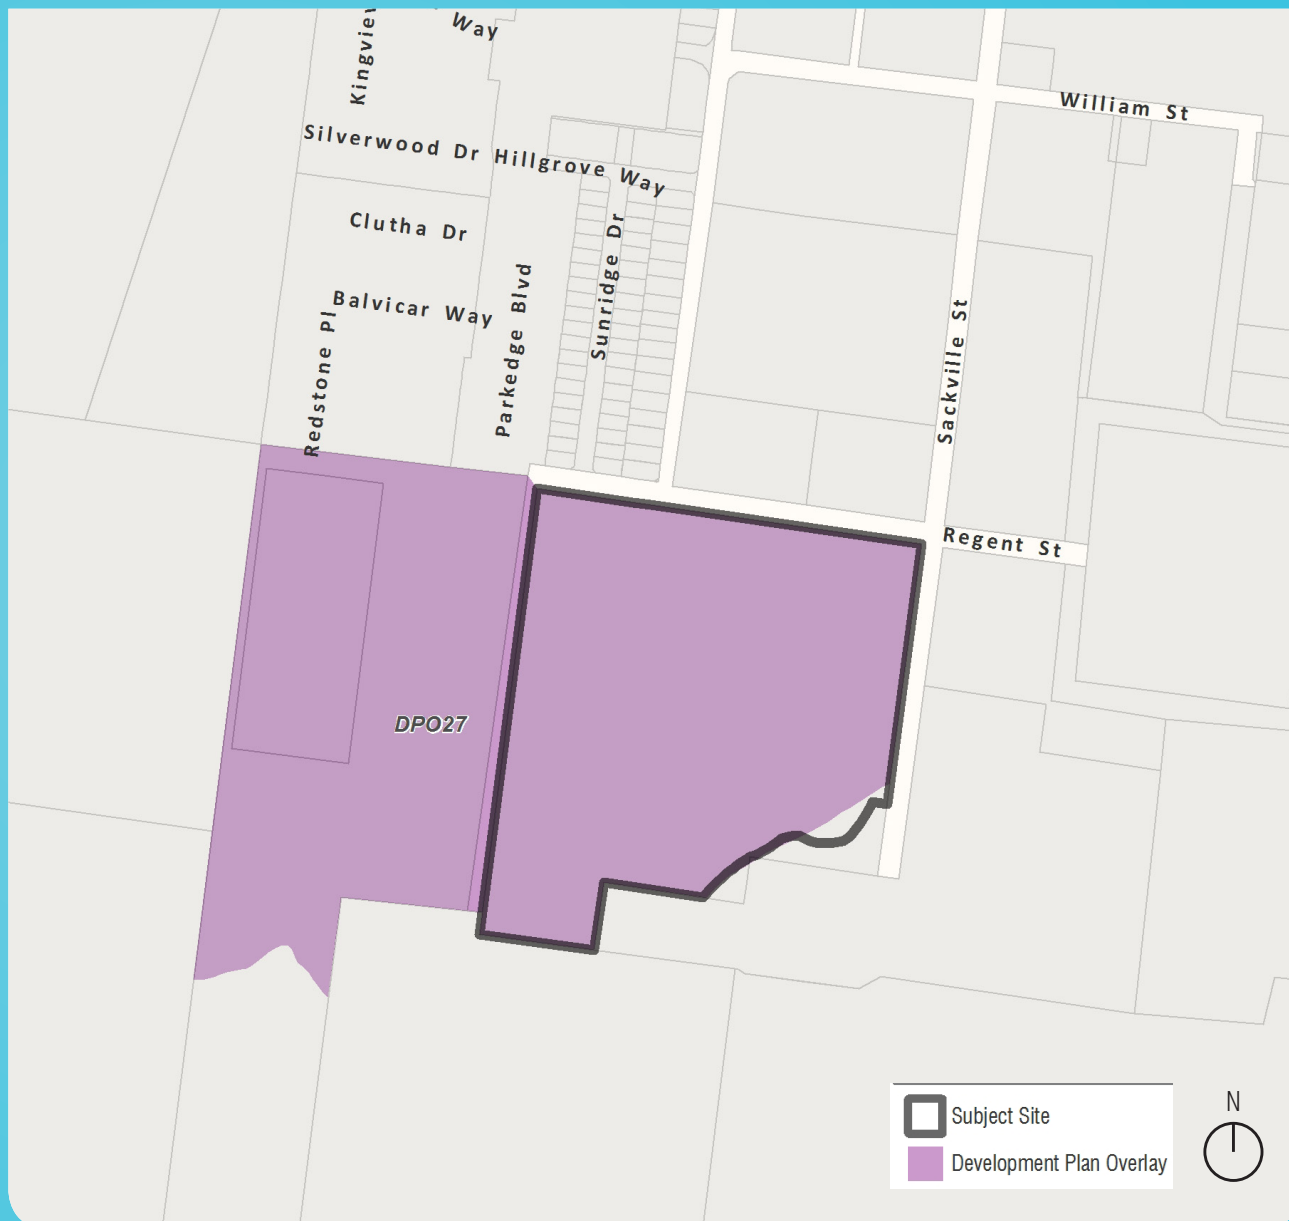 Way
Silverwood Dr
Hillgrove Way
William St
Clutha Dr
Sunridge Dr
Balvicar Way
Parkedge Blvd
Redstone Pl
Sackville St
Regent St
DPO27
Subject Site
Development Plan Overlay
N